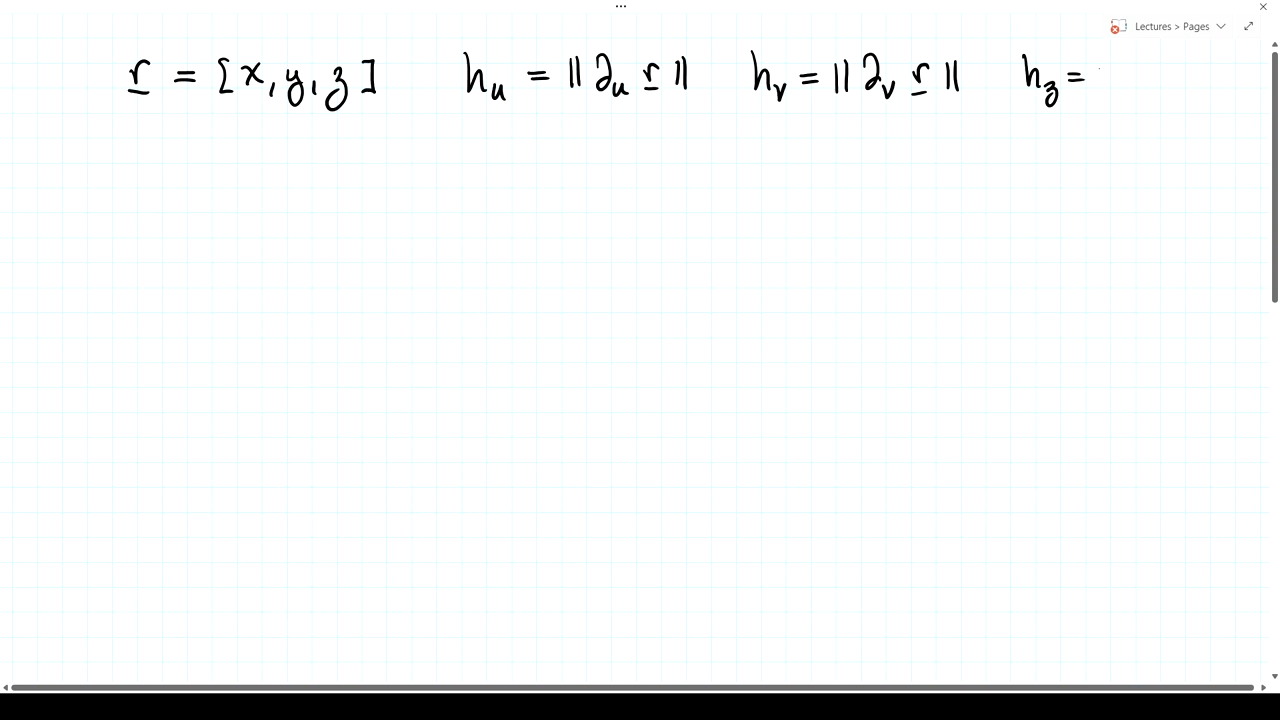 Lectures > Pages
r = [x, y, z] h_u = ‖∂_u r‖ h_v = ‖∂_v r‖ h_z =